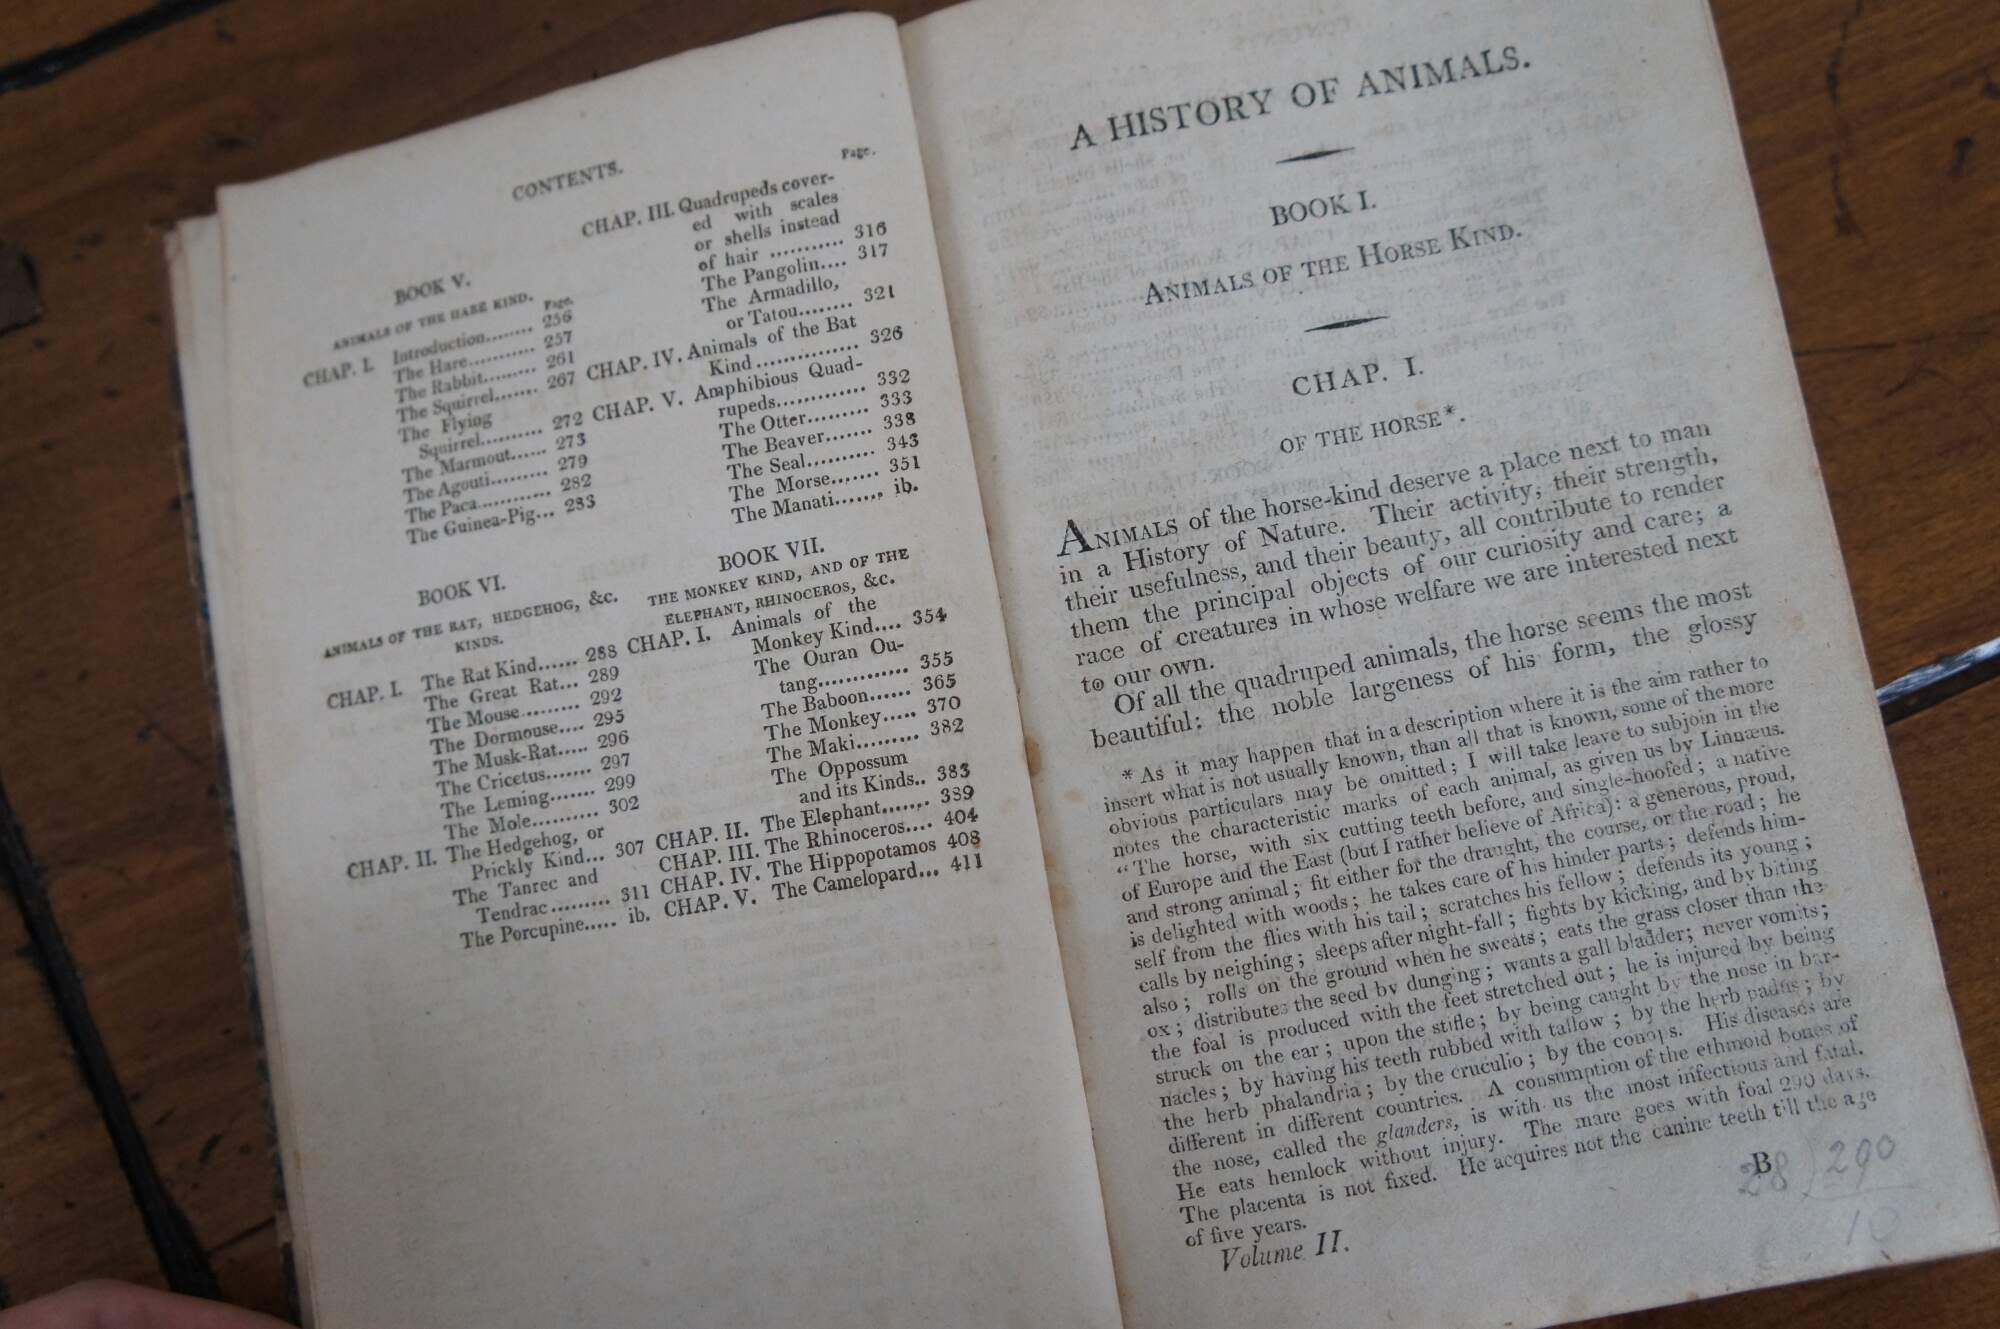 CONTENTS.
BOOK V.
ANIMALS OF THE HARE KIND.
Page.
CHAP. I. Introduction........ 256
The Hare........... 257
The Rabbit......... 261
The Squirrel....... 267
The Flying
Squirrel.......... 272
The Marmout...... 273
The Agouti......... 279
The Paca............ 282
The Guinea-Pig... 283
BOOK VI.
ANIMALS OF THE RAT, HEDGEHOG, &c.
KINDS.
CHAP. I. The Rat Kind...... 288
The Great Rat... 289
The Mouse......... 292
The Dormouse.... 295
The Musk-Rat..... 296
The Cricetus....... 297
The Leming....... 299
The Mole.......... 302
CHAP. II. The Hedgehog, or
Prickly Kind... 307
The Tanrec and
Tendrac......... 311
The Porcupine..... ib.
Page.
CHAP. III. Quadrupeds cover-
ed with scales
or shells instead
of hair ........... 316
The Pangolin.... 317
The Armadillo,
or Tatou....... 321
CHAP. IV. Animals of the Bat
Kind............... 326
CHAP. V. Amphibious Quad-
rupeds............ 332
The Otter......... 333
The Beaver....... 338
The Seal.......... 343
The Morse....... 351
The Manati....... ib.
BOOK VII.
THE MONKEY KIND, AND OF THE
ELEPHANT, RHINOCEROS, &c.
CHAP. I. Animals of the
Monkey Kind.... 354
The Ouran Ou-
tang............. 355
The Baboon...... 365
The Monkey..... 370
The Maki......... 382
The Oppossum
and its Kinds.. 383
CHAP. II. The Elephant....... 389
CHAP. III. The Rhinoceros.... 404
CHAP. IV. The Hippopotamos 408
CHAP. V. The Camelopard... 411
A HISTORY OF ANIMALS.
BOOK I.
ANIMALS OF THE HORSE KIND.
CHAP. I.
OF THE HORSE*.
ANIMALS of the horse-kind deserve a place next to man
in a History of Nature. Their activity, their strength,
their usefulness, and their beauty, all contribute to render
them the principal objects of our curiosity and care; a
race of creatures in whose welfare we are interested next
to our own.
Of all the quadruped animals, the horse seems the most
beautiful: the noble largeness of his form, the glossy
* As it may happen that in a description where it is the aim rather to
insert what is not usually known, than all that is known, some of the more
obvious particulars may be omitted; I will take leave to subjoin in the
notes the characteristic marks of each animal, as given us by Linnæus.
"The horse, with six cutting teeth before, and single-hoofed; a native
of Europe and the East (but I rather believe of Africa): a generous, proud,
and strong animal; fit either for the draught, the course, or the road; he
is delighted with woods; he takes care of his hinder parts; defends him-
self from the flies with his tail; scratches his fellow; defends its young;
calls by neighing; sleeps after night-fall; fights by kicking, and by biting
also; rolls on the ground when he sweats; eats the grass closer than the
ox; distributes the seed by dunging; wants a gall bladder; never vomits;
the foal is produced with the feet stretched out; he is injured by being
struck on the ear; upon the stifle; by being caught by the nose in bar-
nacles; by having his teeth rubbed with tallow; by the herb padus; by
the herb phalandria; by the cruculio; by the conops. His diseases are
different in different countries. A consumption of the ethmoid bones of
the nose, called the glanders, is with us the most infectious and fatal.
He eats hemlock without injury. The mare goes with foal 290 days.
The placenta is not fixed. He acquires not the canine teeth till the age
of five years.
Volume II.
B
28 ) 290
10